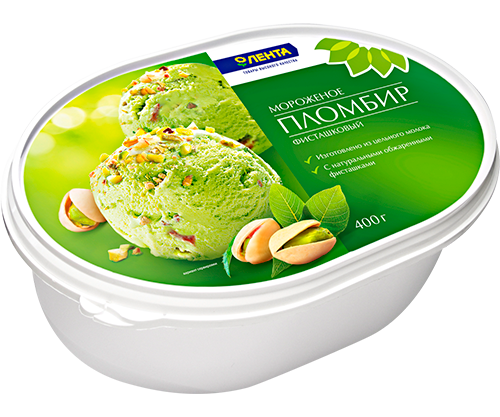 ЛЕНТА
ТОВАРЫ ВЫСОКОГО КАЧЕСТВА
МОРОЖЕНОЕ
ПЛОМБИР
ФИСТАШКОВЫЙ
Изготовлено из цельного молока
С натуральными обжаренными
фисташками
400 г